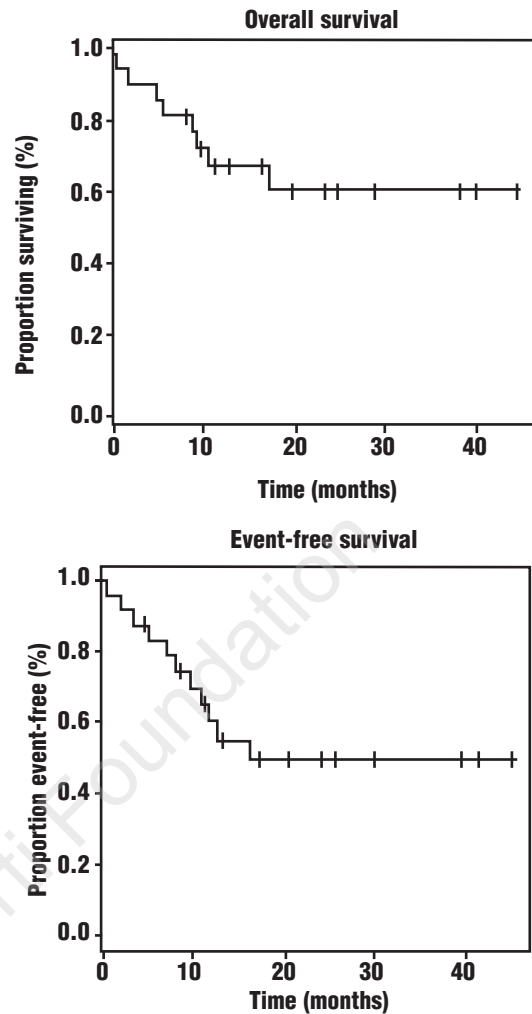 Overall survival
1.0
0.8
0.6
0.4
0.2
0.0
Proportion surviving (%)
0 10 20 30 40
Time (months)
Event-free survival
1.0
0.8
0.6
0.4
0.2
0.0
Proportion event-free (%)
0 10 20 30 40
Time (months)
Foundation